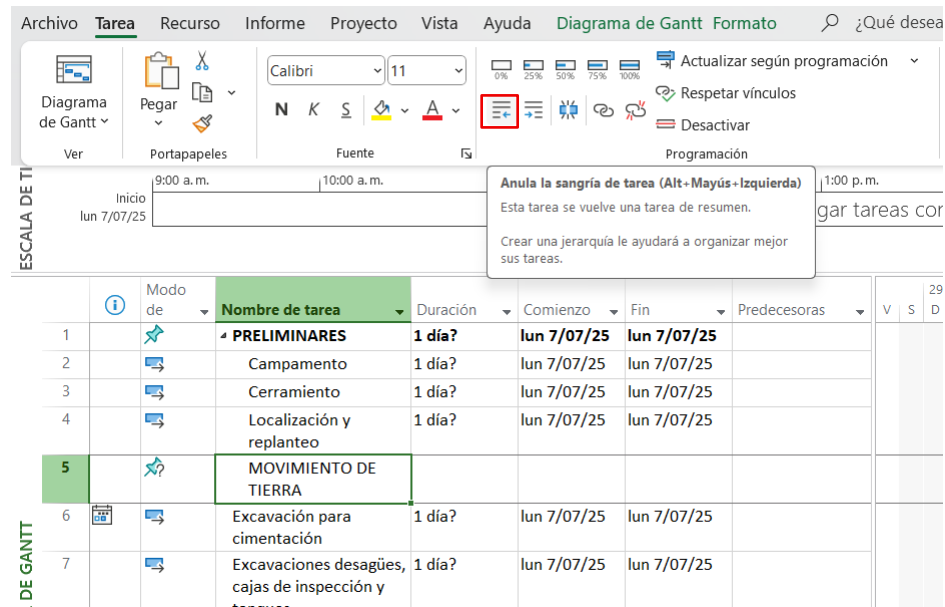 Archivo Tarea Recurso Informe Proyecto Vista Ayuda Diagrama de Gantt Formato ¿Qué desea
Diagrama
de Gantt
Ver
Pegar
Portapapeles
Calibri 11
N K S A
Fuente
0% 25% 50% 75% 100%
Actualizar según programación
Respetar vínculos
Desactivar
Programación
ESCALA DE TI
Inicio
lun 7/07/25
9:00 a. m. 10:00 a. m. 1:00 p. m.
gar tareas con
Anula la sangría de tarea (Alt+Mayús+Izquierda)
Esta tarea se vuelve una tarea de resumen.
Crear una jerarquía le ayudará a organizar mejor
sus tareas.
DE GANTT
Modo
de Nombre de tarea Duración Comienzo Fin Predecesoras
29
V S D
1 PRELIMINARES 1 día? lun 7/07/25 lun 7/07/25
2 Campamento 1 día? lun 7/07/25 lun 7/07/25
3 Cerramiento 1 día? lun 7/07/25 lun 7/07/25
4 Localización y 1 día? lun 7/07/25 lun 7/07/25
replanteo
5 MOVIMIENTO DE
TIERRA
6 Excavación para 1 día? lun 7/07/25 lun 7/07/25
cimentación
7 Excavaciones desagües, 1 día? lun 7/07/25 lun 7/07/25
cajas de inspección y